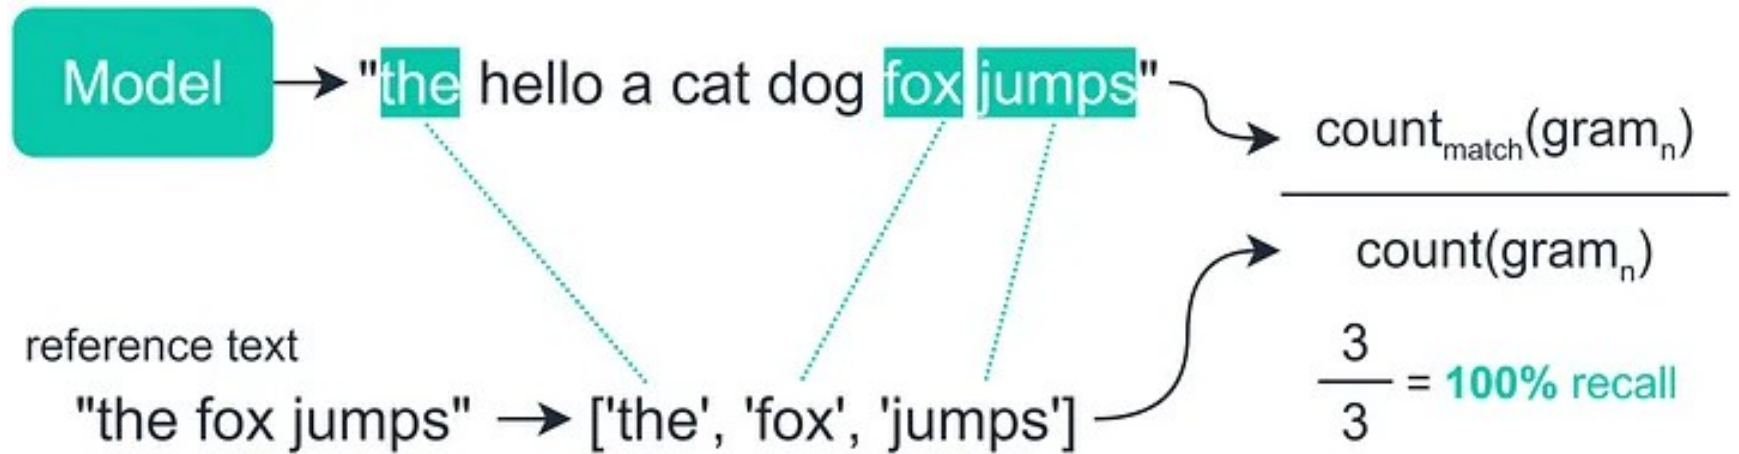 Model
"the hello a cat dog fox jumps"
count_match(gram_n)
count(gram_n)
reference text
"the fox jumps"
['the', 'fox', 'jumps']
3
3
= 100% recall